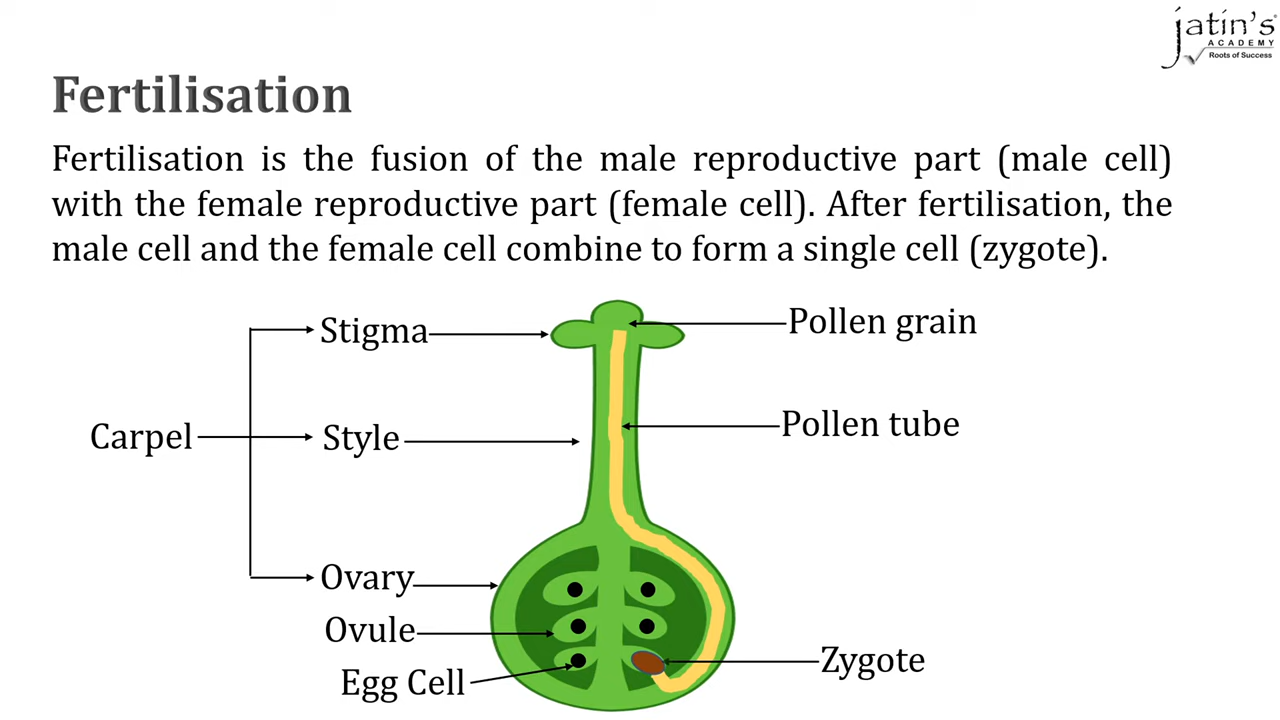 jatin's
ACADEMY
Roots of Success
Fertilisation
Fertilisation is the fusion of the male reproductive part (male cell)
with the female reproductive part (female cell). After fertilisation, the
male cell and the female cell combine to form a single cell (zygote).
Stigma
Pollen grain
Carpel
Style
Pollen tube
Ovary
Ovule
Egg Cell
Zygote